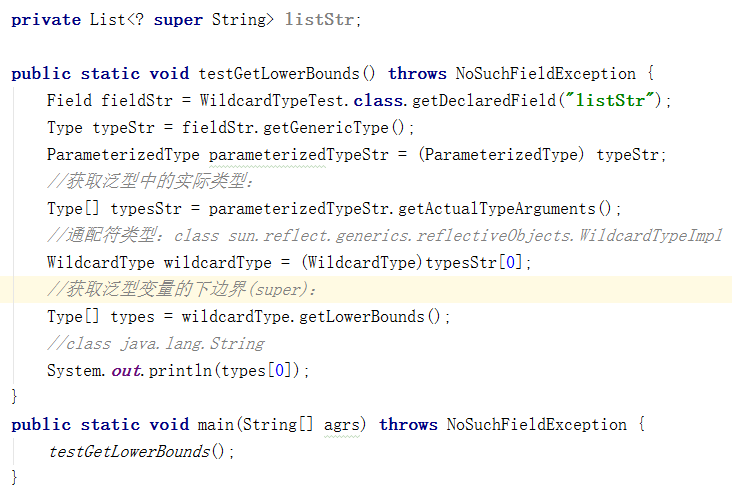 private List<? super String> listStr;
public static void testGetLowerBounds() throws NoSuchFieldException {
Field fieldStr = WildcardTypeTest.class.getDeclaredField("listStr");
Type typeStr = fieldStr.getGenericType();
ParameterizedType parameterizedTypeStr = (ParameterizedType) typeStr;
//获取泛型中的实际类型：
Type[] typesStr = parameterizedTypeStr.getActualTypeArguments();
//通配符类型：class sun.reflect.generics.reflectiveObjects.WildcardTypeImpl
WildcardType wildcardType = (WildcardType)typesStr[0];
//获取泛型变量的下边界(super)：
Type[] types = wildcardType.getLowerBounds();
//class java.lang.String
System.out.println(types[0]);
}
public static void main(String[] agrs) throws NoSuchFieldException {
testGetLowerBounds();
}